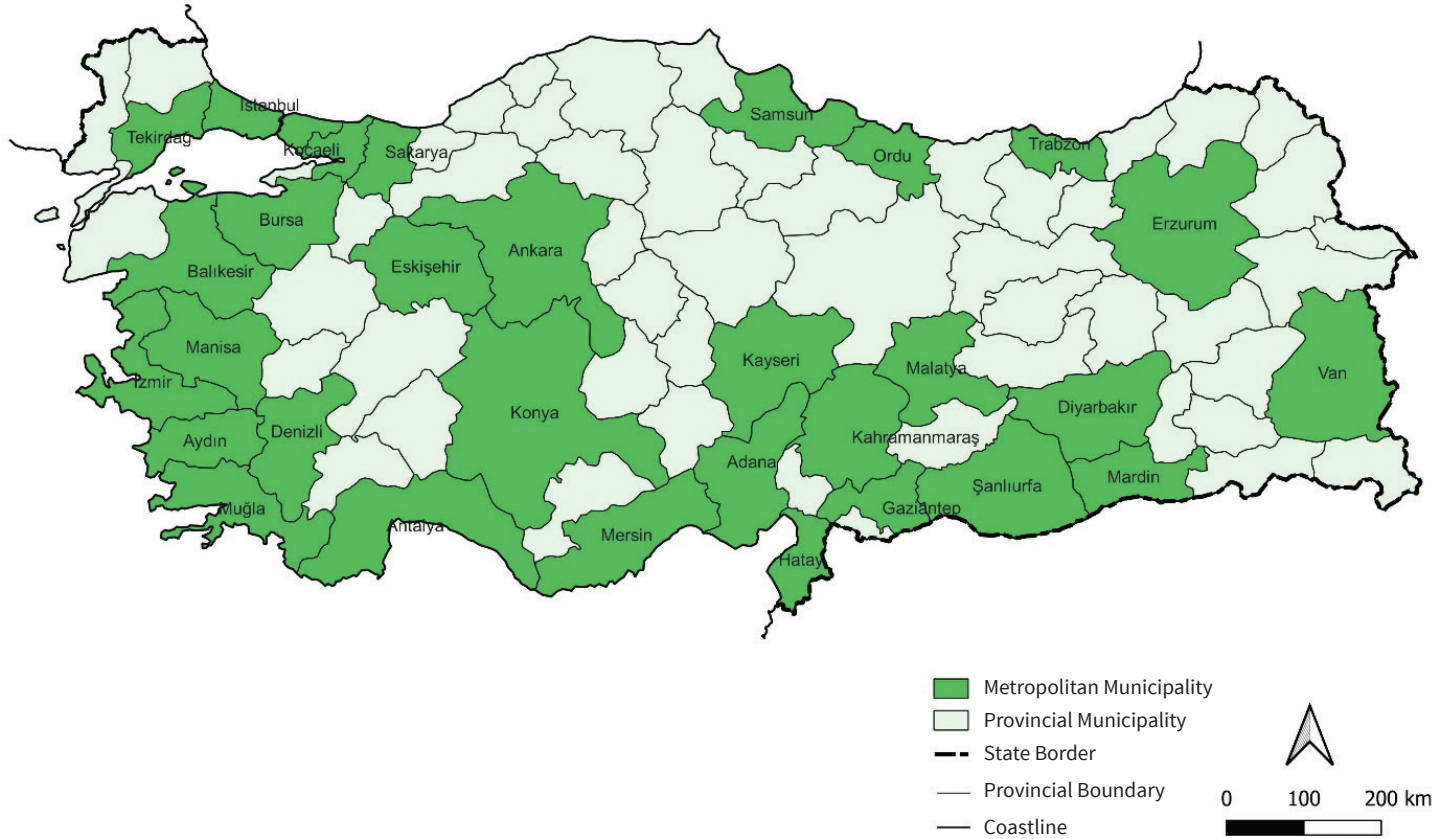 Istanbul
Tekirdağ
Kocaeli
Sakarya
Samsun
Ordu
Trabzon
Bursa
Ankara
Erzurum
Balıkesir
Eskişehir
Manisa
Kayseri
Malatya
Van
Izmir
Konya
Diyarbakır
Aydın
Denizli
Kahramanmaraş
Adana
Mardin
Şanlıurfa
Muğla
Antalya
Gaziantep
Mersin
Hatay
Metropolitan Municipality
Provincial Municipality
State Border
Provincial Boundary
Coastline
0 100 200 km